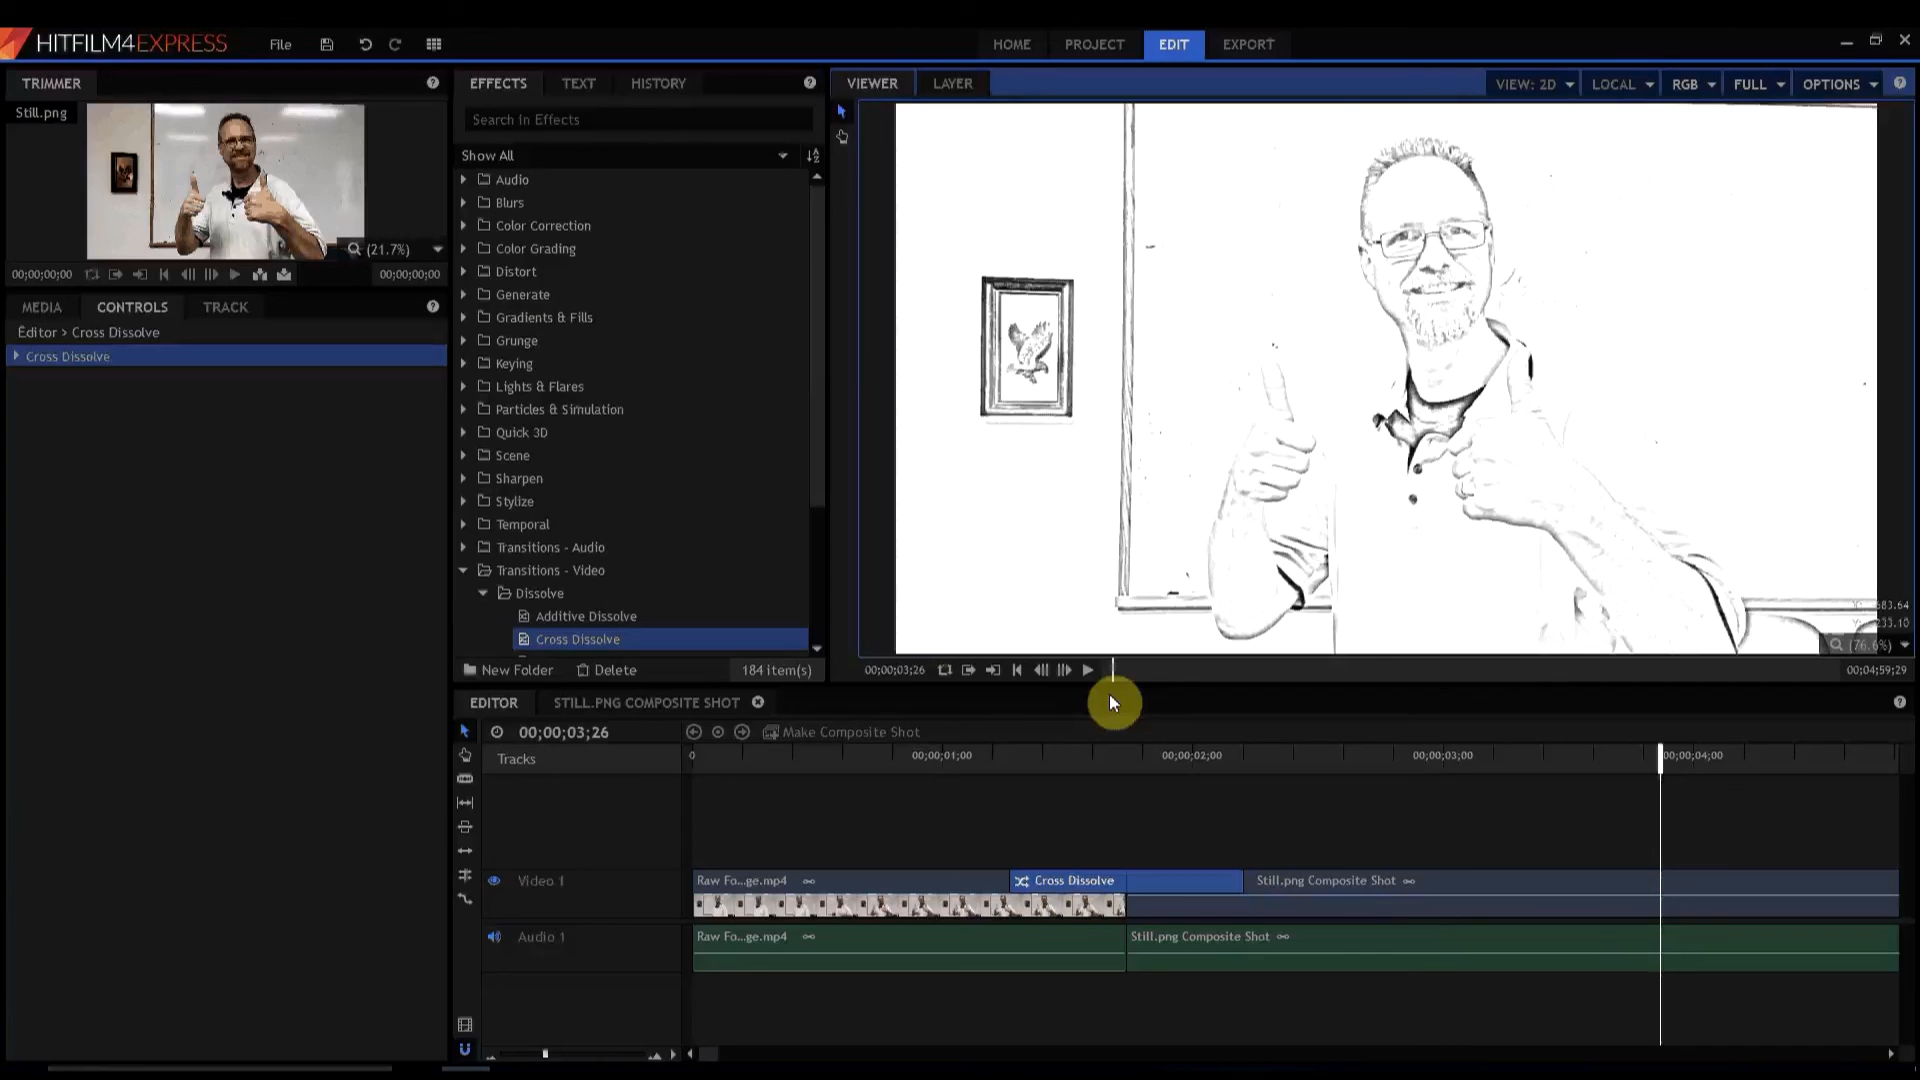 HITFILM4EXPRESS
File
HOME PROJECT EDIT EXPORT
TRIMMER
Still.png
(21.7%)
00;00;00;00
00;00;00;00
MEDIA CONTROLS TRACK
Editor > Cross Dissolve
Cross Dissolve
EFFECTS TEXT HISTORY
Search in Effects
Show All
Audio
Blurs
Color Correction
Color Grading
Distort
Generate
Gradients & Fills
Grunge
Keying
Lights & Flares
Particles & Simulation
Quick 3D
Scene
Sharpen
Stylize
Temporal
Transitions - Audio
Transitions - Video
Dissolve
Additive Dissolve
Cross Dissolve
New Folder Delete 184 item(s)
VIEWER LAYER VIEW: 2D LOCAL RGB FULL OPTIONS
(76.6%)
00;00;03;26
00;04;59;29
EDITOR STILL.PNG COMPOSITE SHOT
00;00;03;26 Make Composite Shot
Tracks 0 00;00;01;00 00;00;02;00 00;00;03;00 00;00;04;00
Video 1 Raw Fo...ge.mp4 Cross Dissolve Still.png Composite Shot
Audio 1 Raw Fo...ge.mp4 Still.png Composite Shot